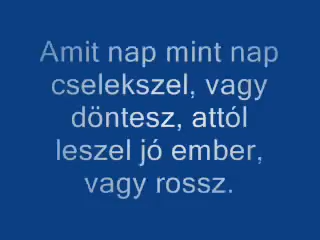 Amit nap mint nap
cselekszel, vagy
döntesz, attól
leszel jó ember,
vagy rossz.